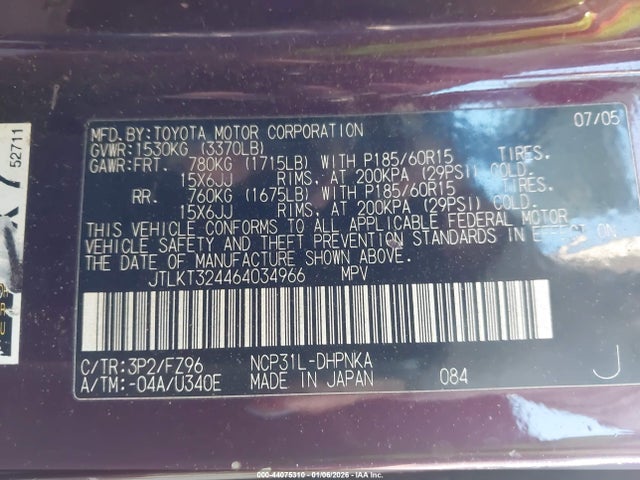 MFD. BY: TOYOTA MOTOR CORPORATION 07/05
GVWR: 1530KG (3370LB)
GAWR: FRT. 780KG (1715LB) WITH P185/60R15 TIRES.
15X6JJ RIMS. AT 200KPA (29PSI) COLD.
RR. 760KG (1675LB) WITH P185/60R15 TIRES.
15X6JJ RIMS. AT 200KPA (29PSI) COLD.
THIS VEHICLE CONFORMS TO ALL APPLICABLE FEDERAL MOTOR
VEHICLE SAFETY AND THEFT PREVENTION STANDARDS IN EFFECT ON
THE DATE OF MANUFACTURE SHOWN ABOVE.
JTLKT324464034966 MPV
C/TR: 3P2/FZ96 NCP31L-DHPNKA
A/TM: -04A/U340E MADE IN JAPAN 084 J
52711
000-44075310 - 01/06/2026 - IAA Inc.